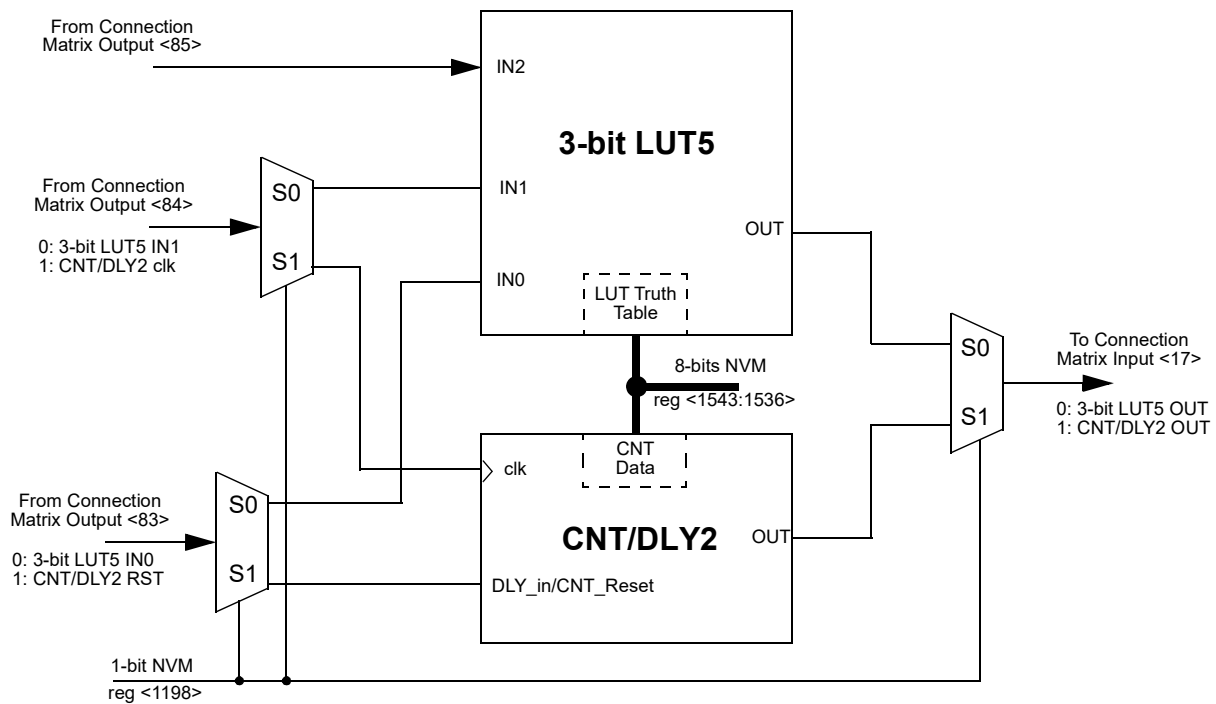 From Connection
Matrix Output <85>
IN2
3-bit LUT5
From Connection
Matrix Output <84>
0: 3-bit LUT5 IN1
1: CNT/DLY2 clk
S0
S1
IN1
IN0
OUT
LUT Truth
Table
8-bits NVM
reg <1543:1536>
S0
S1
To Connection
Matrix Input <17>
0: 3-bit LUT5 OUT
1: CNT/DLY2 OUT
CNT
Data
clk
CNT/DLY2
OUT
DLY_in/CNT_Reset
From Connection
Matrix Output <83>
0: 3-bit LUT5 IN0
1: CNT/DLY2 RST
S0
S1
1-bit NVM
reg <1198>